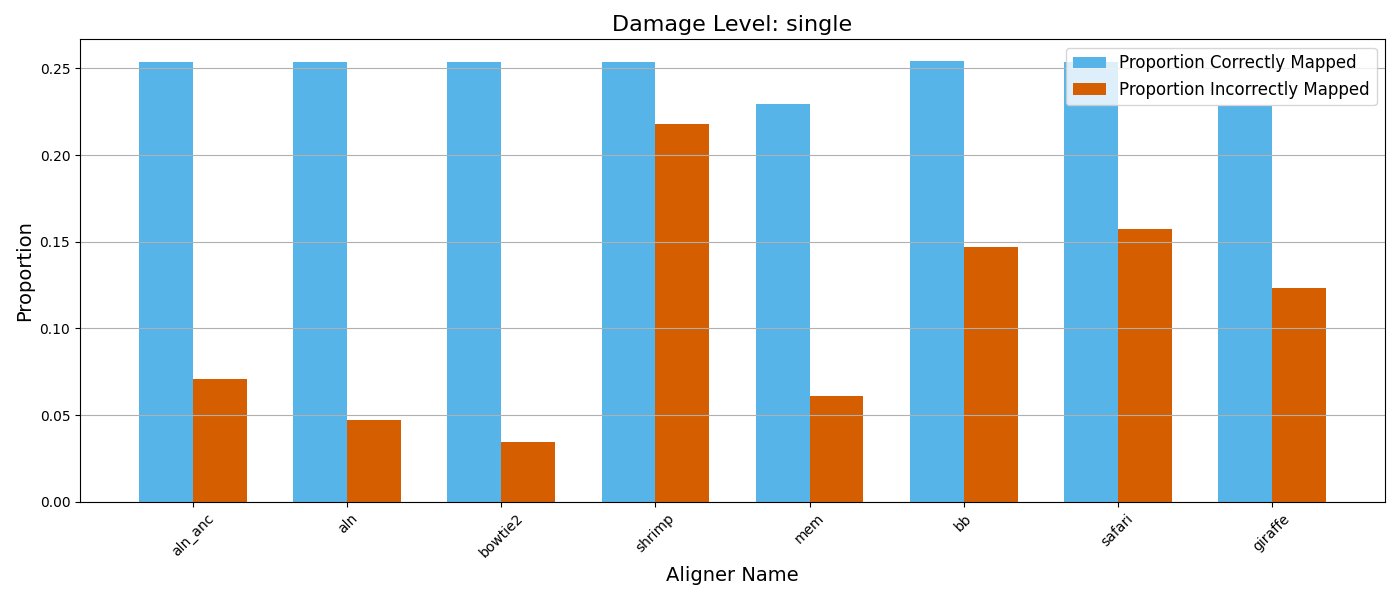 Damage Level: single
Proportion Correctly Mapped
Proportion Incorrectly Mapped
Proportion
0.25
0.20
0.15
0.10
0.05
0.00
aln_anc
aln
bowtie2
shrimp
mem
bb
safari
giraffe
Aligner Name